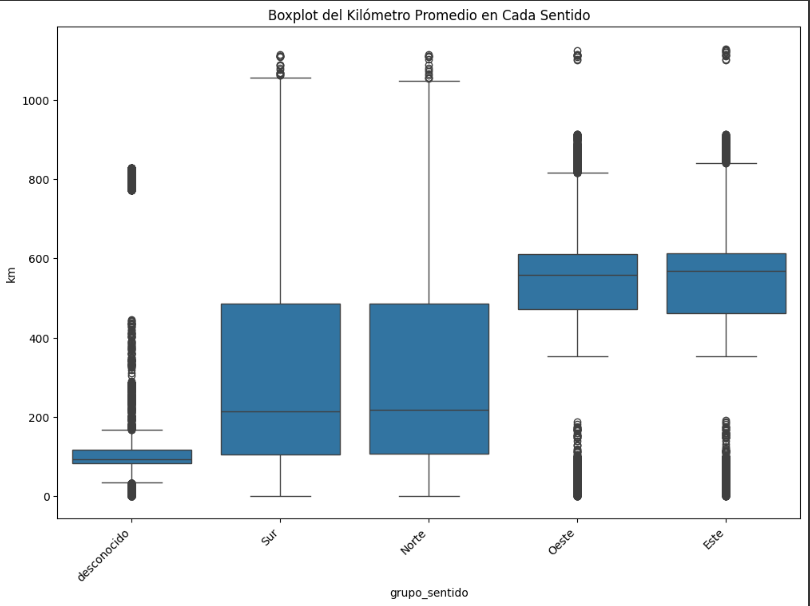 Boxplot del Kilómetro Promedio en Cada Sentido
1000
800
600
400
200
0
km
desconocido
Sur
Norte
Oeste
Este
grupo_sentido